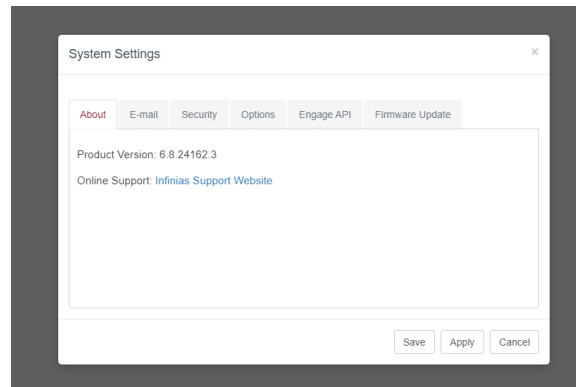 System Settings ×
About E-mail Security Options Engage API Firmware Update
Product Version: 6.8.24162.3
Online Support: Infinias Support Website
Save Apply Cancel